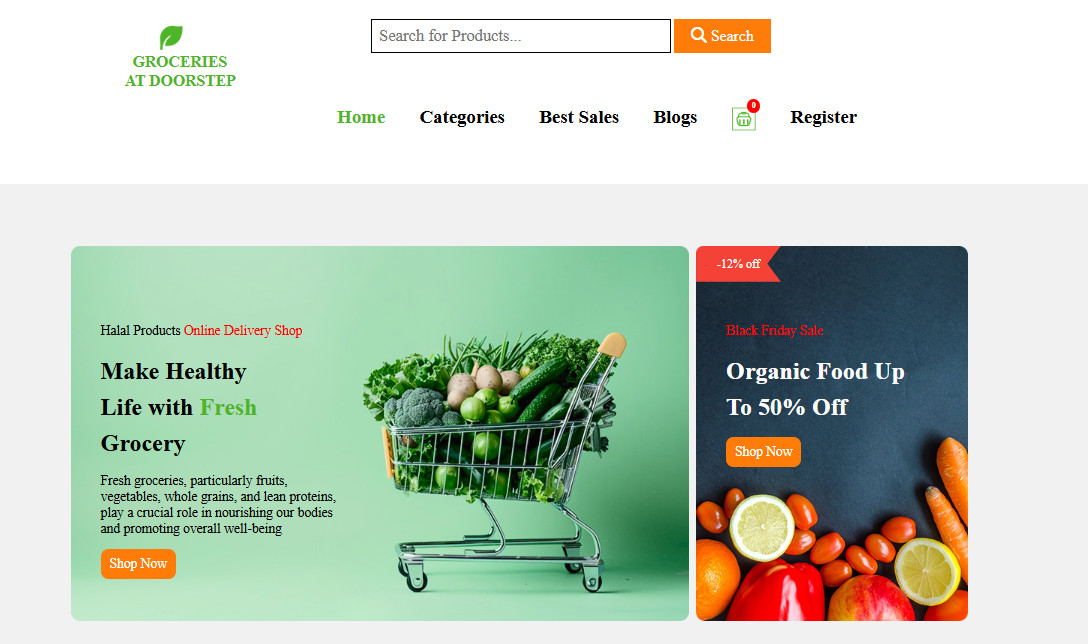 GROCERIES
AT DOORSTEP
Search for Products...
Search
Home
Categories
Best Sales
Blogs
0
Register
Halal Products Online Delivery Shop
Make Healthy
Life with Fresh
Grocery
Fresh groceries, particularly fruits,
vegetables, whole grains, and lean proteins,
play a crucial role in nourishing our bodies
and promoting overall well-being
Shop Now
-12% off
Black Friday Sale
Organic Food Up
To 50% Off
Shop Now